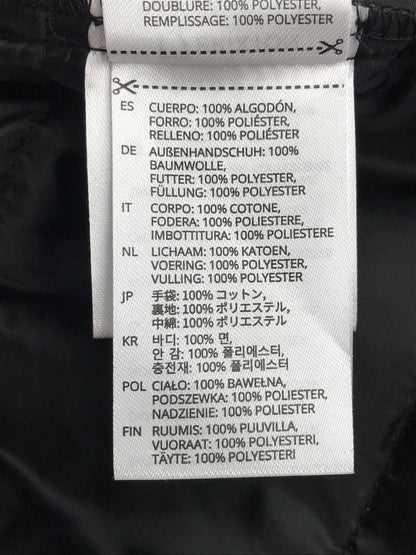 DOUBLURE: 100% POLYESTER,
REMPLISSAGE: 100% POLYESTER
ES CUERPO: 100% ALGODÓN,
FORRO: 100% POLIÉSTER,
RELLENO: 100% POLIÉSTER
DE AUßENHANDSCHUH: 100%
BAUMWOLLE,
FUTTER: 100% POLYESTER,
FÜLLUNG: 100% POLYESTER
IT CORPO: 100% COTONE,
FODERA: 100% POLIESTERE,
IMBOTTITURA: 100% POLIESTERE
NL LICHAAM: 100% KATOEN,
VOERING: 100% POLYESTER,
VULLING: 100% POLYESTER
JP 手袋: 100% コットン,
裏地: 100% ポリエステル,
中綿: 100% ポリエステル
KR 바디: 100% 면,
안 감: 100% 폴리에스터,
충전재: 100% 폴리에스터
POL CIAŁO: 100% BAWEŁNA,
PODSZEWKA: 100% POLIESTER,
NADZIENIE: 100% POLIESTER
FIN RUUMIS: 100% PUUVILLA,
VUORAAT: 100% POLYESTERI,
TÄYTE: 100% POLYESTERI